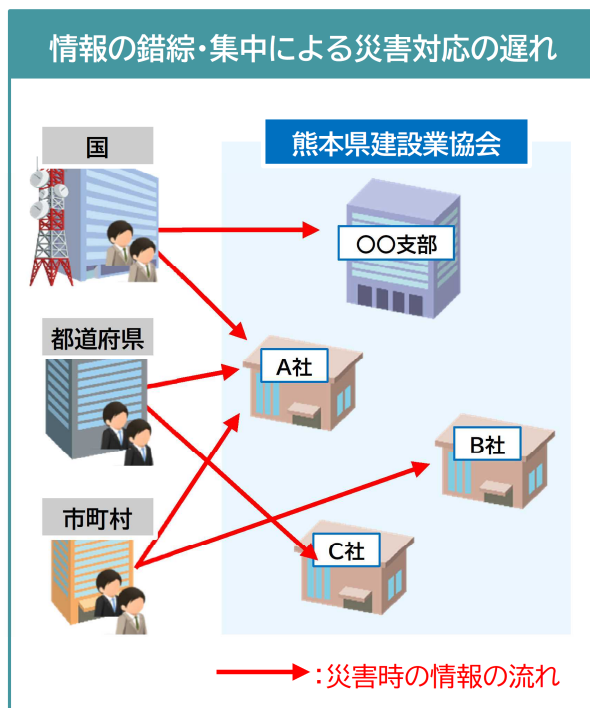 情報の錯綜・集中による災害対応の遅れ
国
熊本県建設業協会
〇〇支部
都道府県
A社
B社
市町村
C社
:災害時の情報の流れ